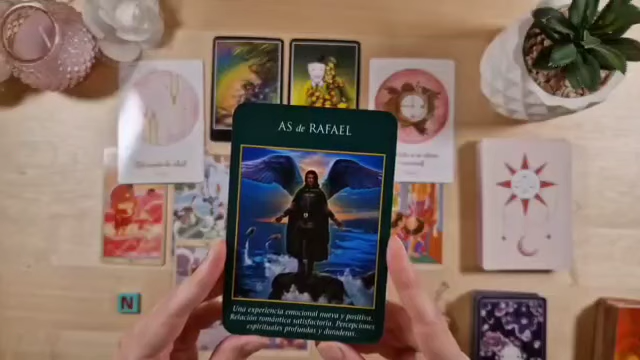 AS de RAFAEL
Una experiencia emocional nueva y positiva.
Relación romántica satisfactoria. Percepciones
espirituales profundas y duraderas.
N